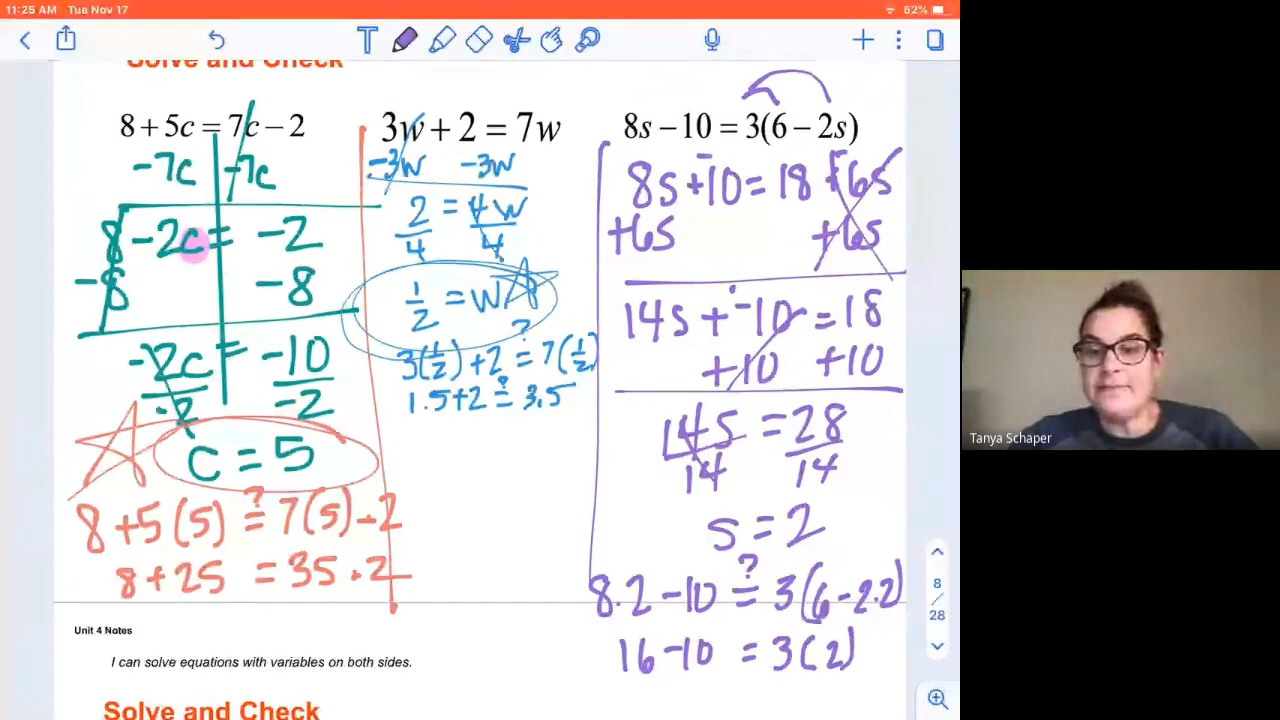 11:25 AM Tue Nov 17
52%
Solve and Check
8 + 5c = 7c − 2
-7c -7c
8 -2c = -2
-8 -8
-2c = -10
-2 -2
c = 5
8 + 5(5) ?= 7(5) - 2
8 + 25 = 35 - 2
3w + 2 = 7w
-3w -3w
2 = 4w
4 4
1/2 = w
3(1/2) + 2 ?= 7(1/2)
1.5 + 2 ?= 3.5
8s − 10 = 3(6 − 2s)
8s + -10 = 18 + -6s
+6s +6s
14s + -10 = 18
+10 +10
14s = 28
14 14
s = 2
8·2 - 10 ?= 3(6 - 2·2)
16 - 10 = 3(2)
Unit 4 Notes
I can solve equations with variables on both sides.
Solve and Check
8
/
28
Tanya Schaper